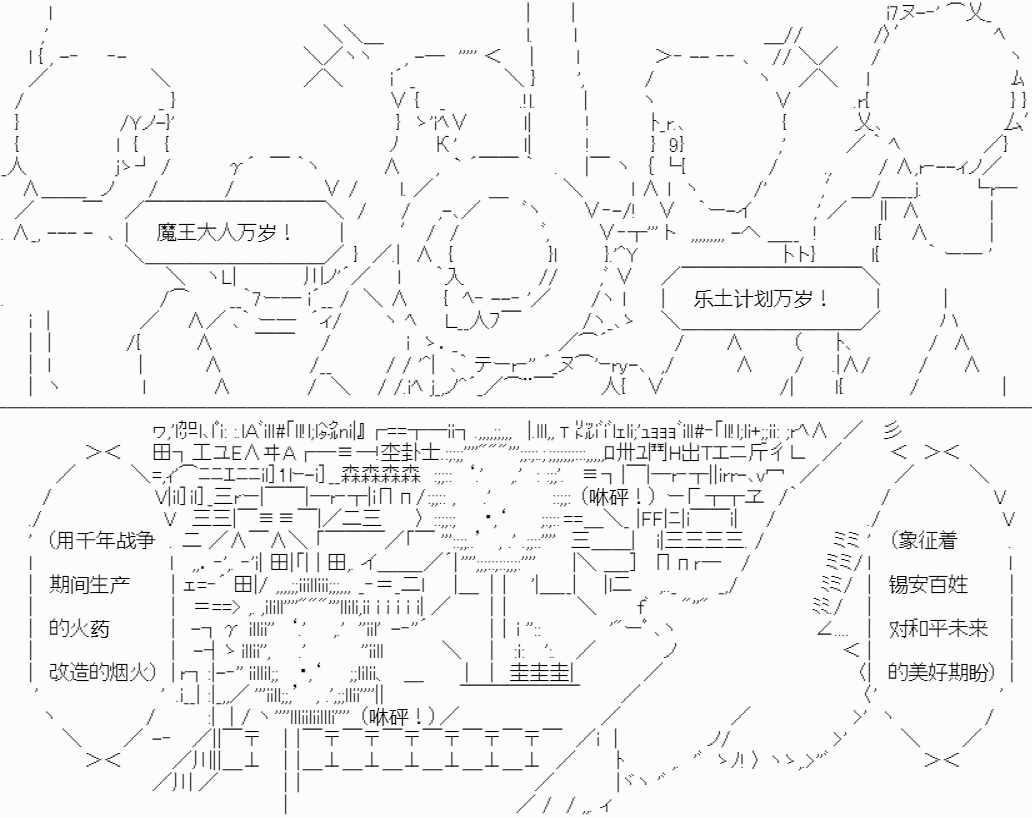 魔王大人万岁！
乐土计划万岁！
（咻砰！）
（用千年战争
期间生产
的火药
改造的烟火）
（象征着
锡安百姓
对和平未来
的美好期盼）
（咻砰！）